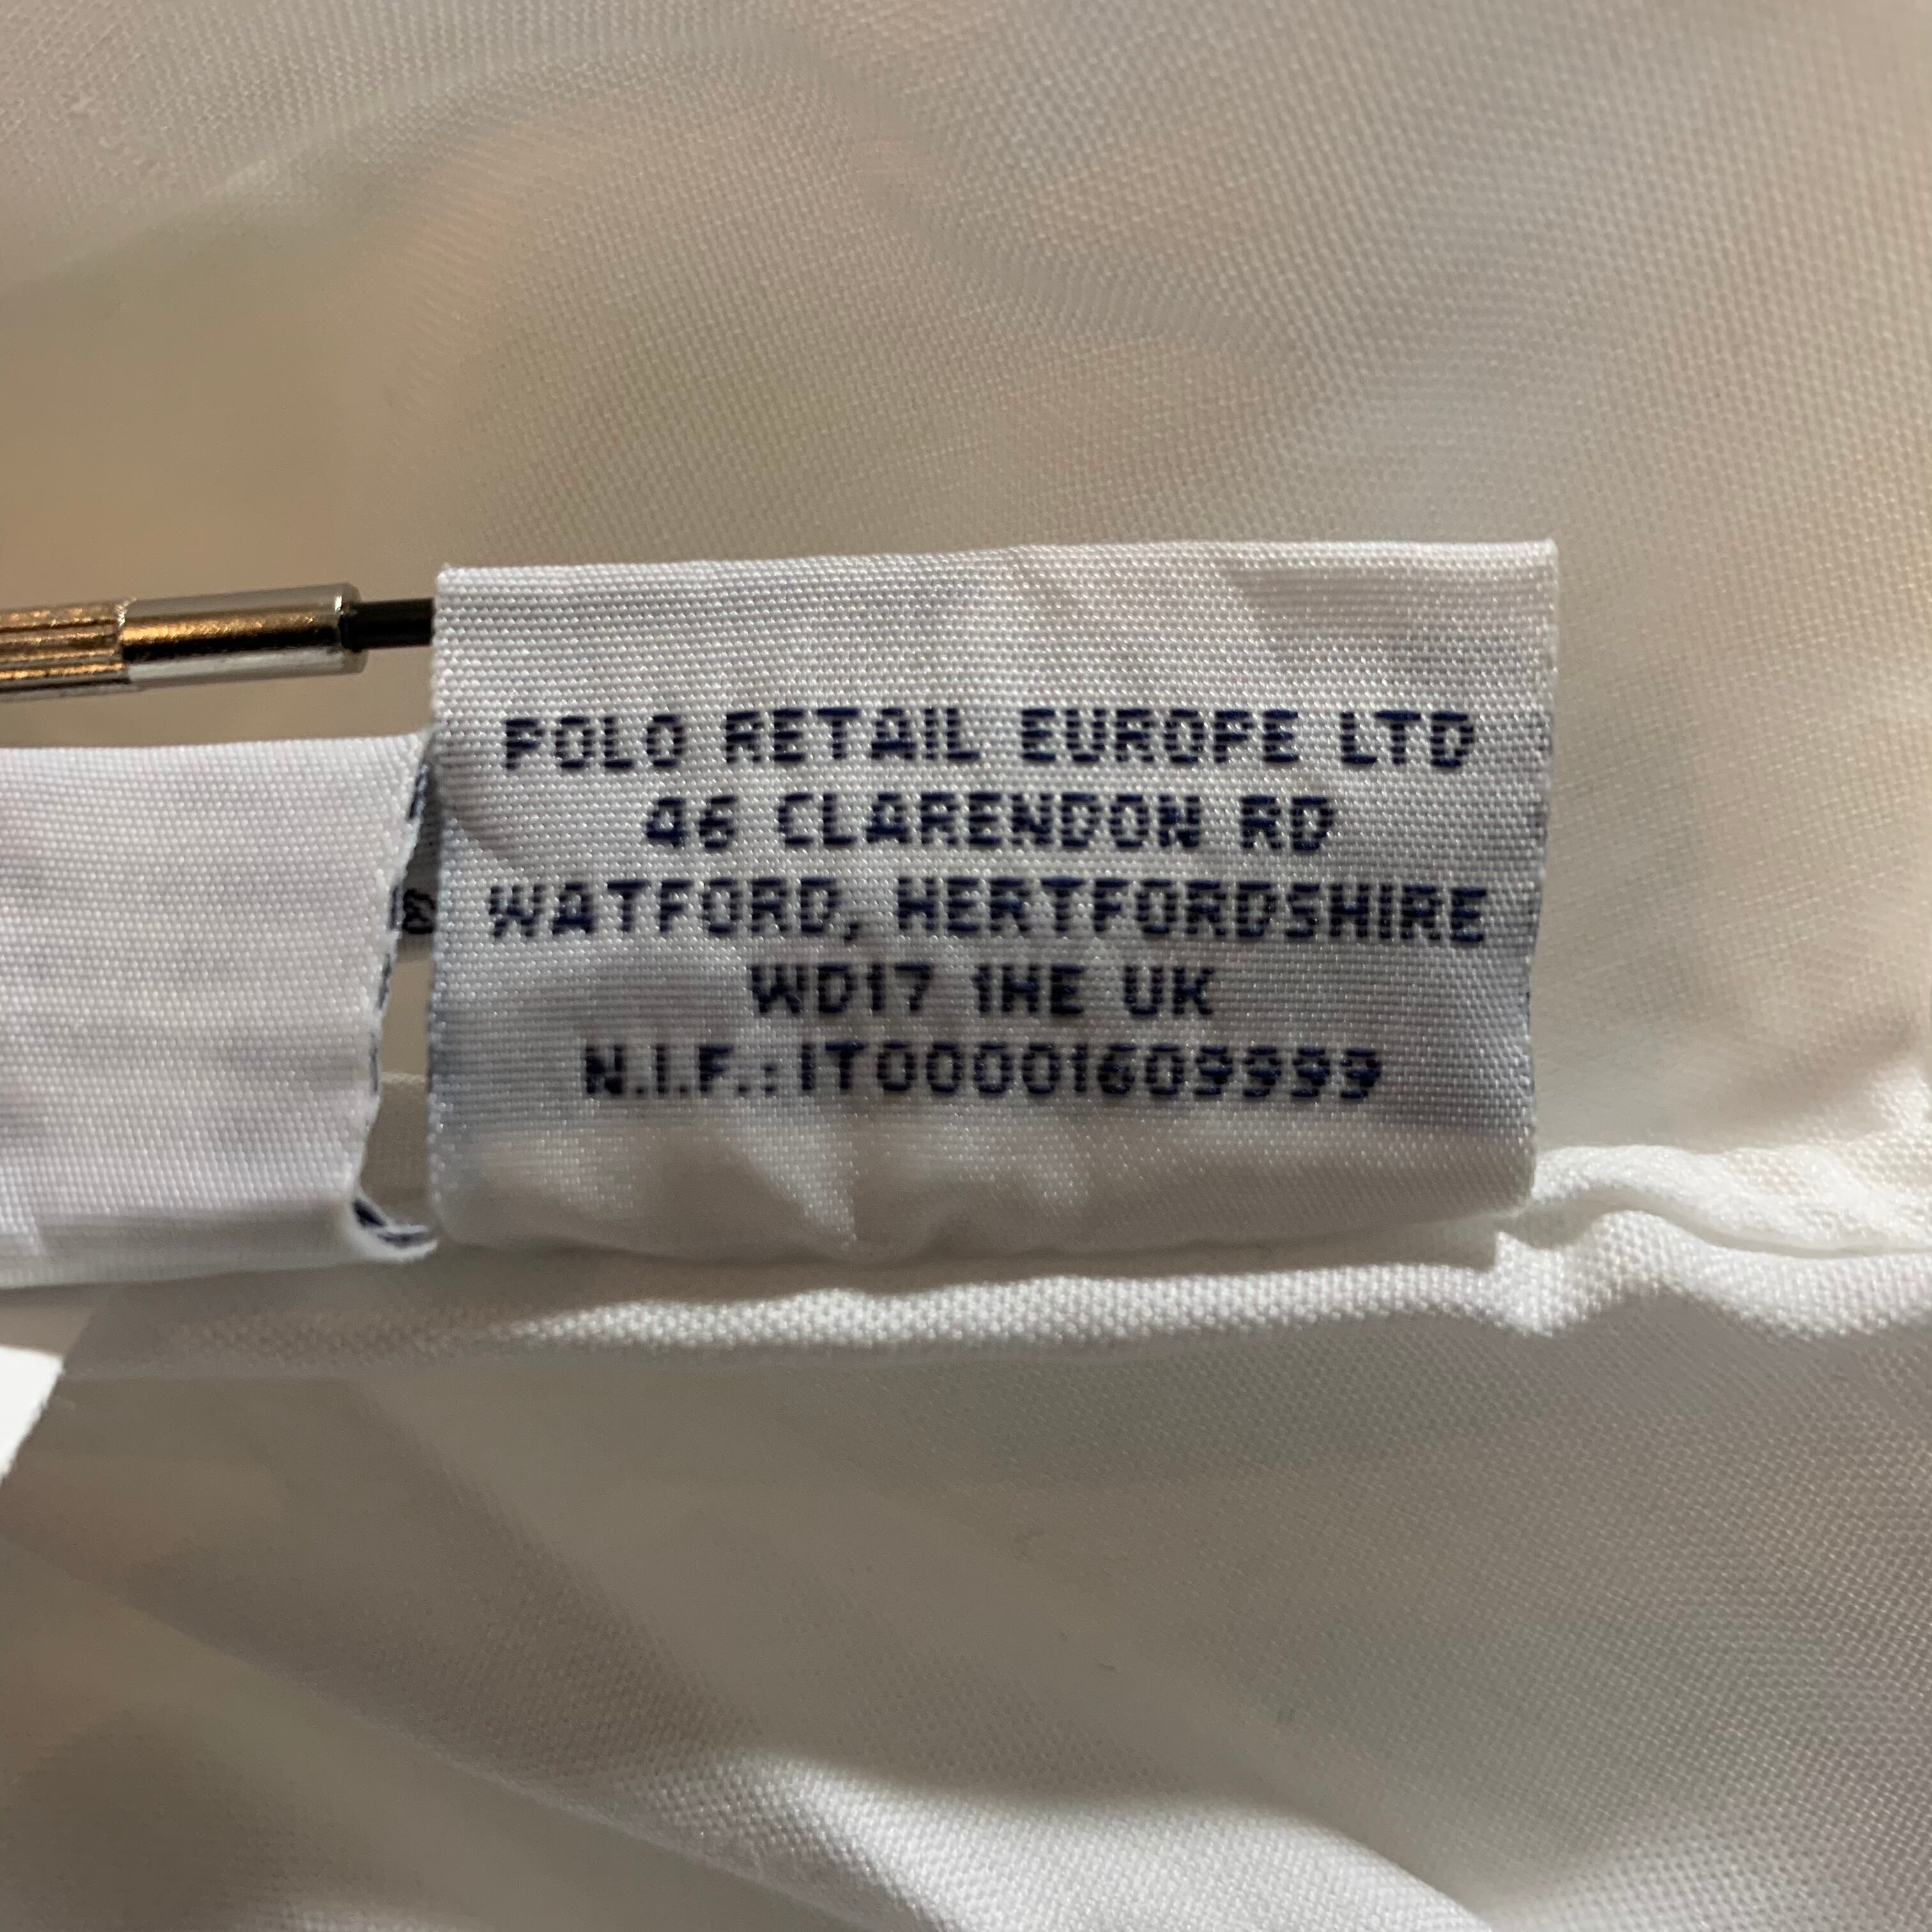 POLO RETAIL EUROPE LTD
46 CLARENDON RD
WATFORD, HERTFORDSHIRE
WD17 1HE UK
N.I.F.: IT00001609999